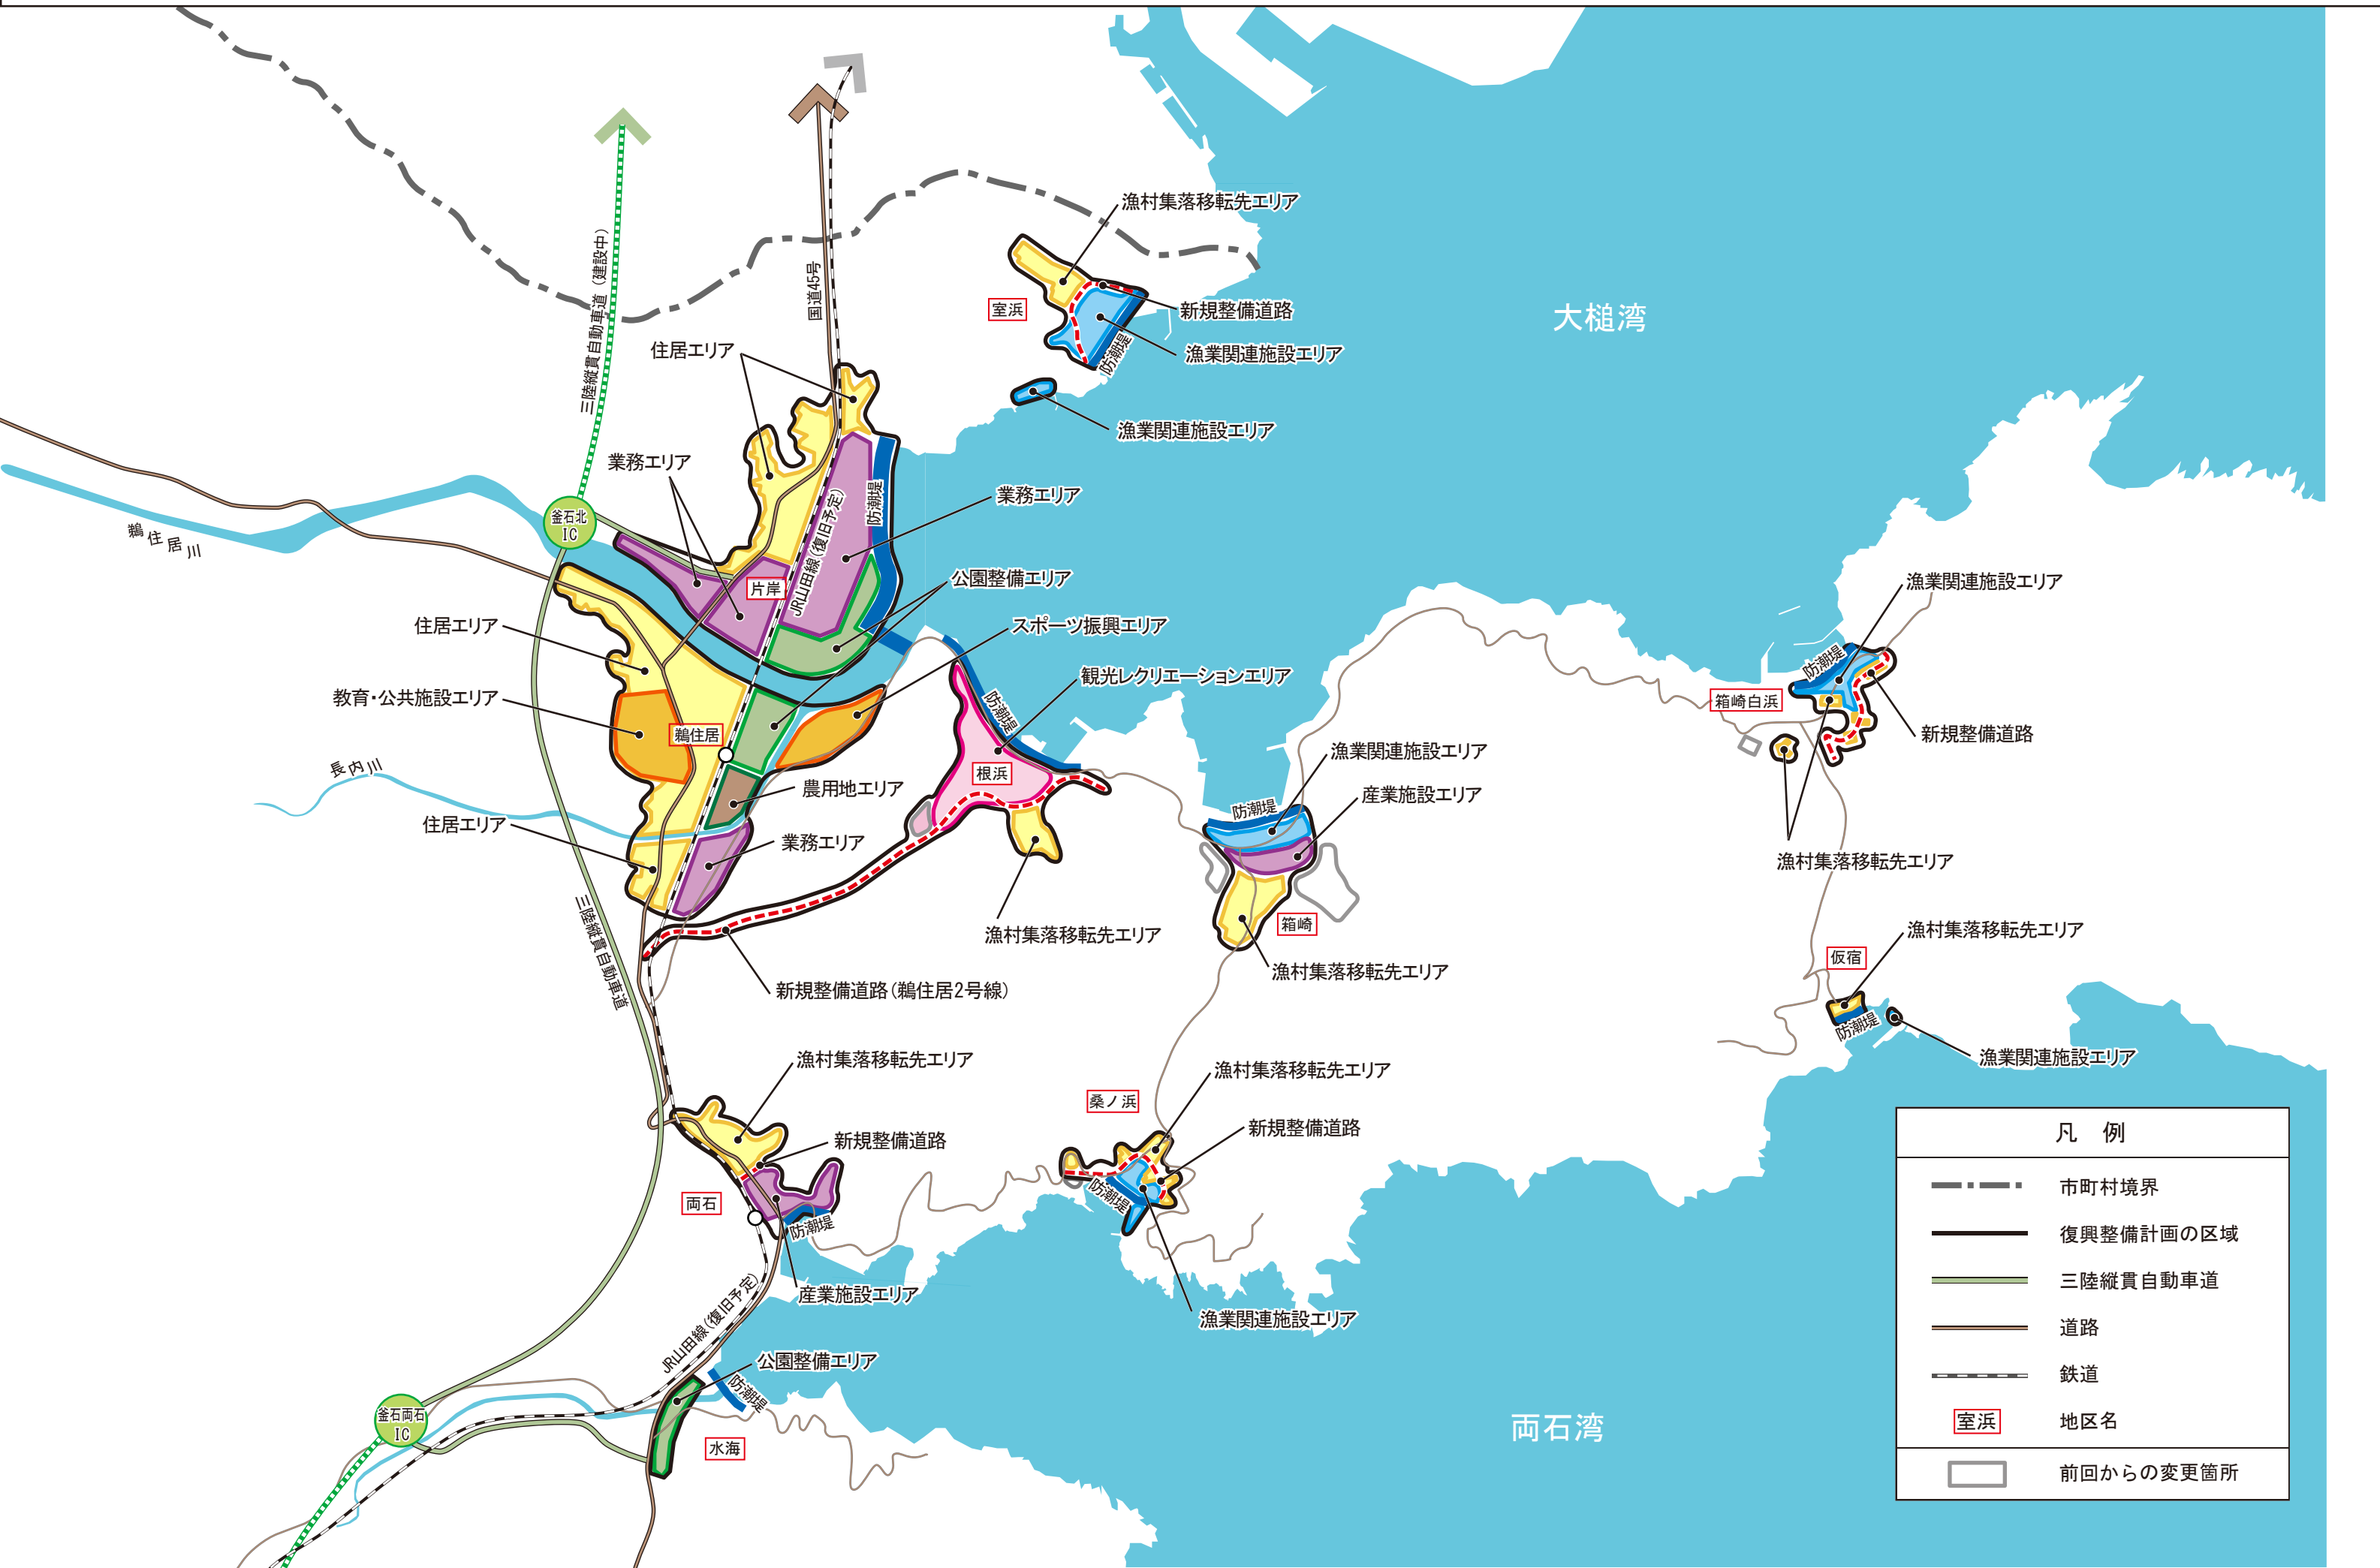 漁村集落移転先エリア
大槌湾
室浜
新規整備道路
防潮堤
漁業関連施設エリア
漁業関連施設エリア
三陸縦貫自動車道（建設中）
国道45号
住居エリア
業務エリア
釜石北
IC
鵜住居川
防潮堤
業務エリア
JR山田線（復旧予定）
片岸
公園整備エリア
スポーツ振興エリア
住居エリア
教育・公共施設エリア
鵜住居
観光レクリエーションエリア
防潮堤
根浜
長内川
農用地エリア
住居エリア
業務エリア
三陸縦貫自動車道
漁村集落移転先エリア
新規整備道路（鵜住居2号線）
漁業関連施設エリア
産業施設エリア
防潮堤
箱崎
漁村集落移転先エリア
漁業関連施設エリア
防潮堤
箱崎白浜
新規整備道路
漁村集落移転先エリア
漁村集落移転先エリア
仮宿
防潮堤
漁業関連施設エリア
漁村集落移転先エリア
新規整備道路
両石
防潮堤
産業施設エリア
漁村集落移転先エリア
桑ノ浜
新規整備道路
防潮堤
漁業関連施設エリア
JR山田線（復旧予定）
公園整備エリア
防潮堤
釜石両石
IC
水海
両石湾
凡 例
市町村境界
復興整備計画の区域
三陸縦貫自動車道
道路
鉄道
室浜 地区名
前回からの変更箇所